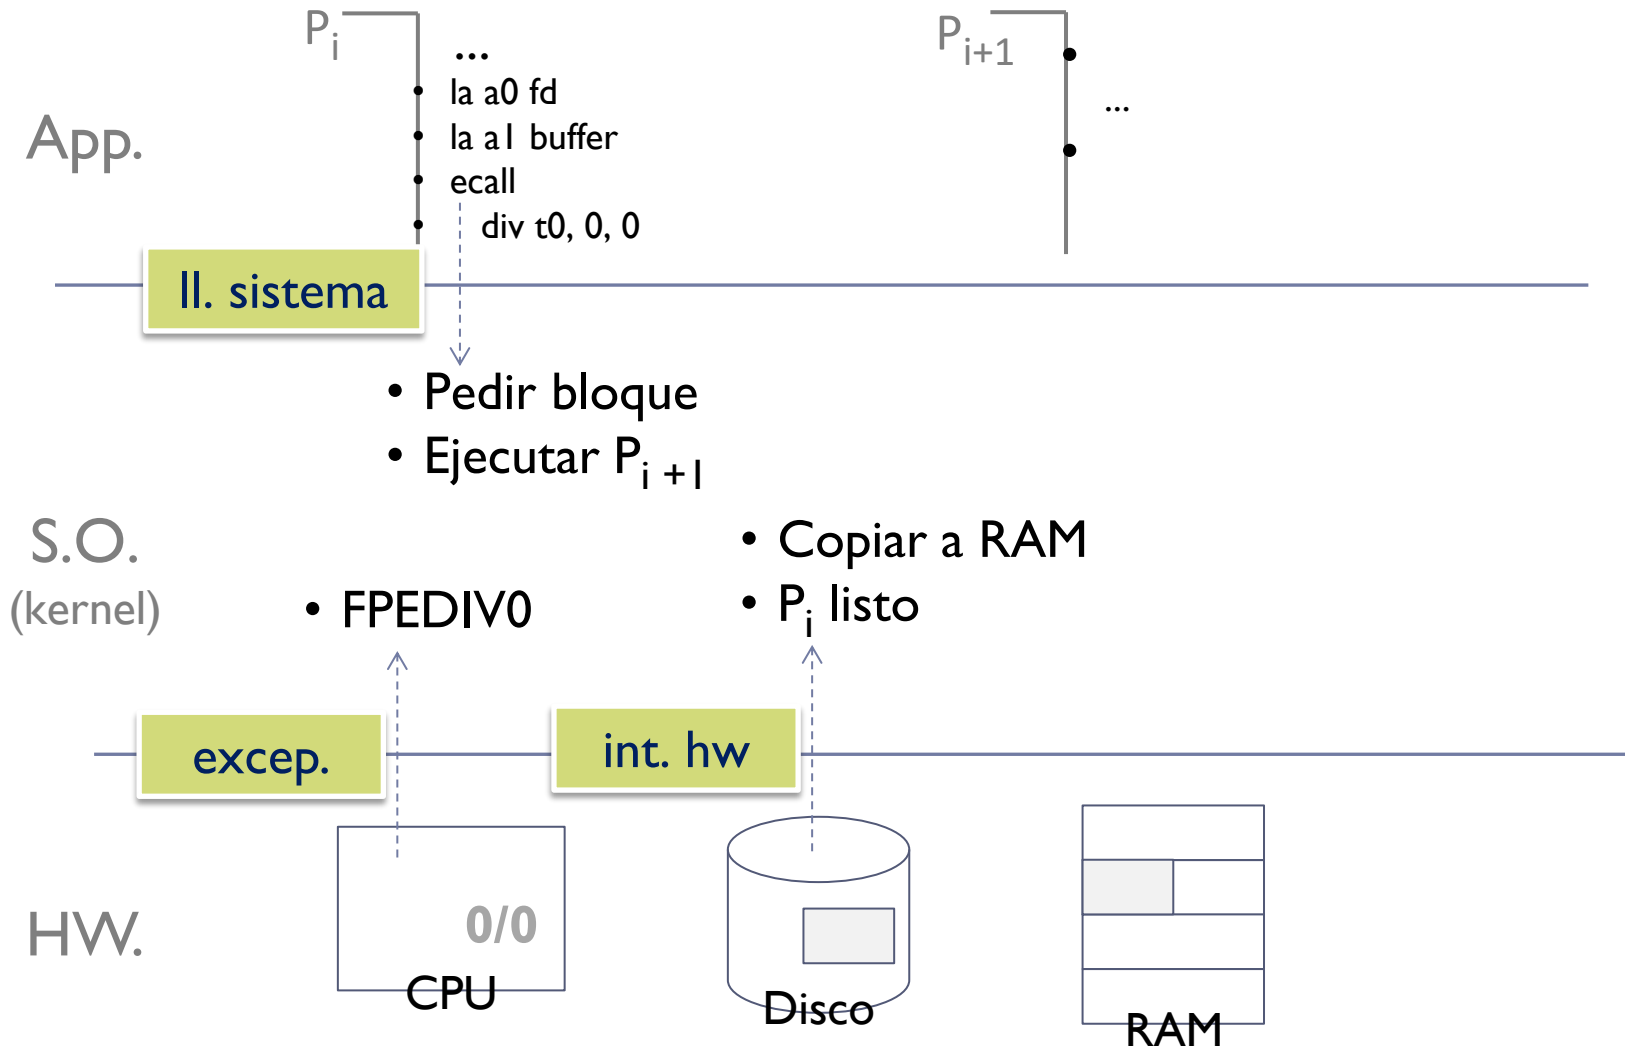 Pi
...
la a0 fd
la a1 buffer
ecall
div t0, 0, 0
Pi+1
...
App.
ll. sistema
• Pedir bloque
• Ejecutar Pi +1
S.O.
(kernel)
• FPEDIV0
• Copiar a RAM
• Pi listo
excep.
int. hw
HW.
0/0
CPU
Disco
RAM